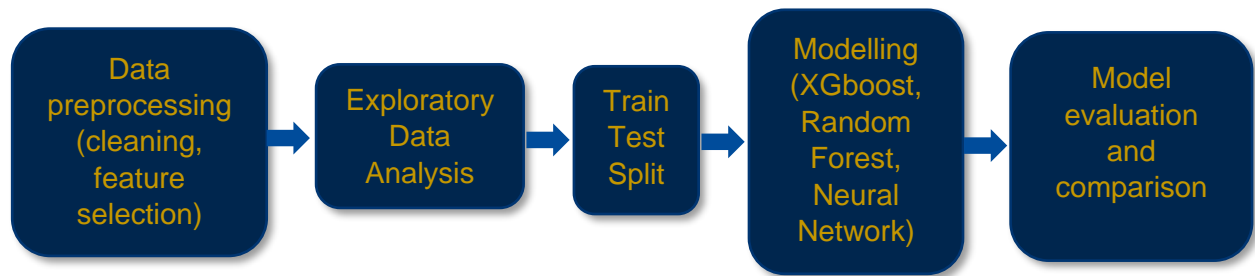 Data
preprocessing
(cleaning,
feature
selection)
Exploratory
Data
Analysis
Train
Test
Split
Modelling
(XGboost,
Random
Forest,
Neural
Network)
Model
evaluation
and
comparison